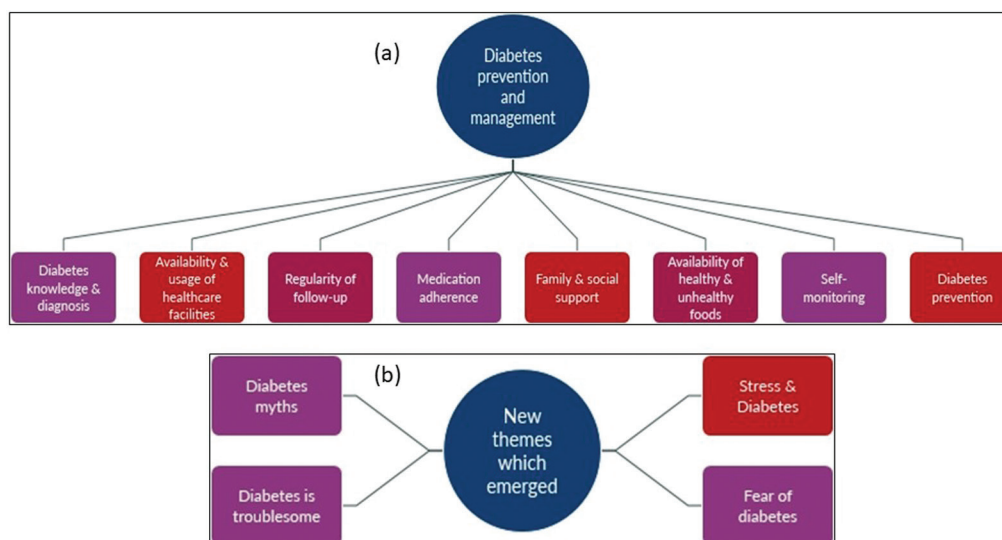 (a)
Diabetes
prevention
and
management
Diabetes
knowledge &
diagnosis
Availability &
usage of
healthcare
facilities
Regularity of
follow-up
Medication
adherence
Family & social
support
Availability of
healthy &
unhealthy
foods
Self-
monitoring
Diabetes
prevention
(b)
Diabetes
myths
Diabetes is
troublesome
New
themes
which
emerged
Stress &
Diabetes
Fear of
diabetes